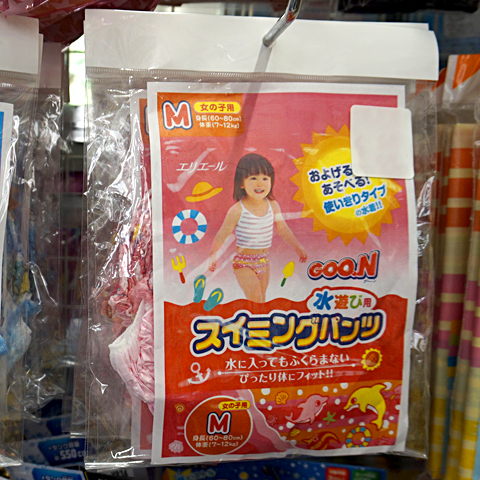 M
女の子用
身長(60~80cm)
体重(7~12kg)
エリエール
およげる
あそべる!
使い切りタイプ
の水着!!
GOO.N
水遊び用
スイミングパンツ
水に入ってもふくらまない
ぴったり体にフィット!!
女の子用
M
身長(60~80cm)
体重(7~12kg)
550